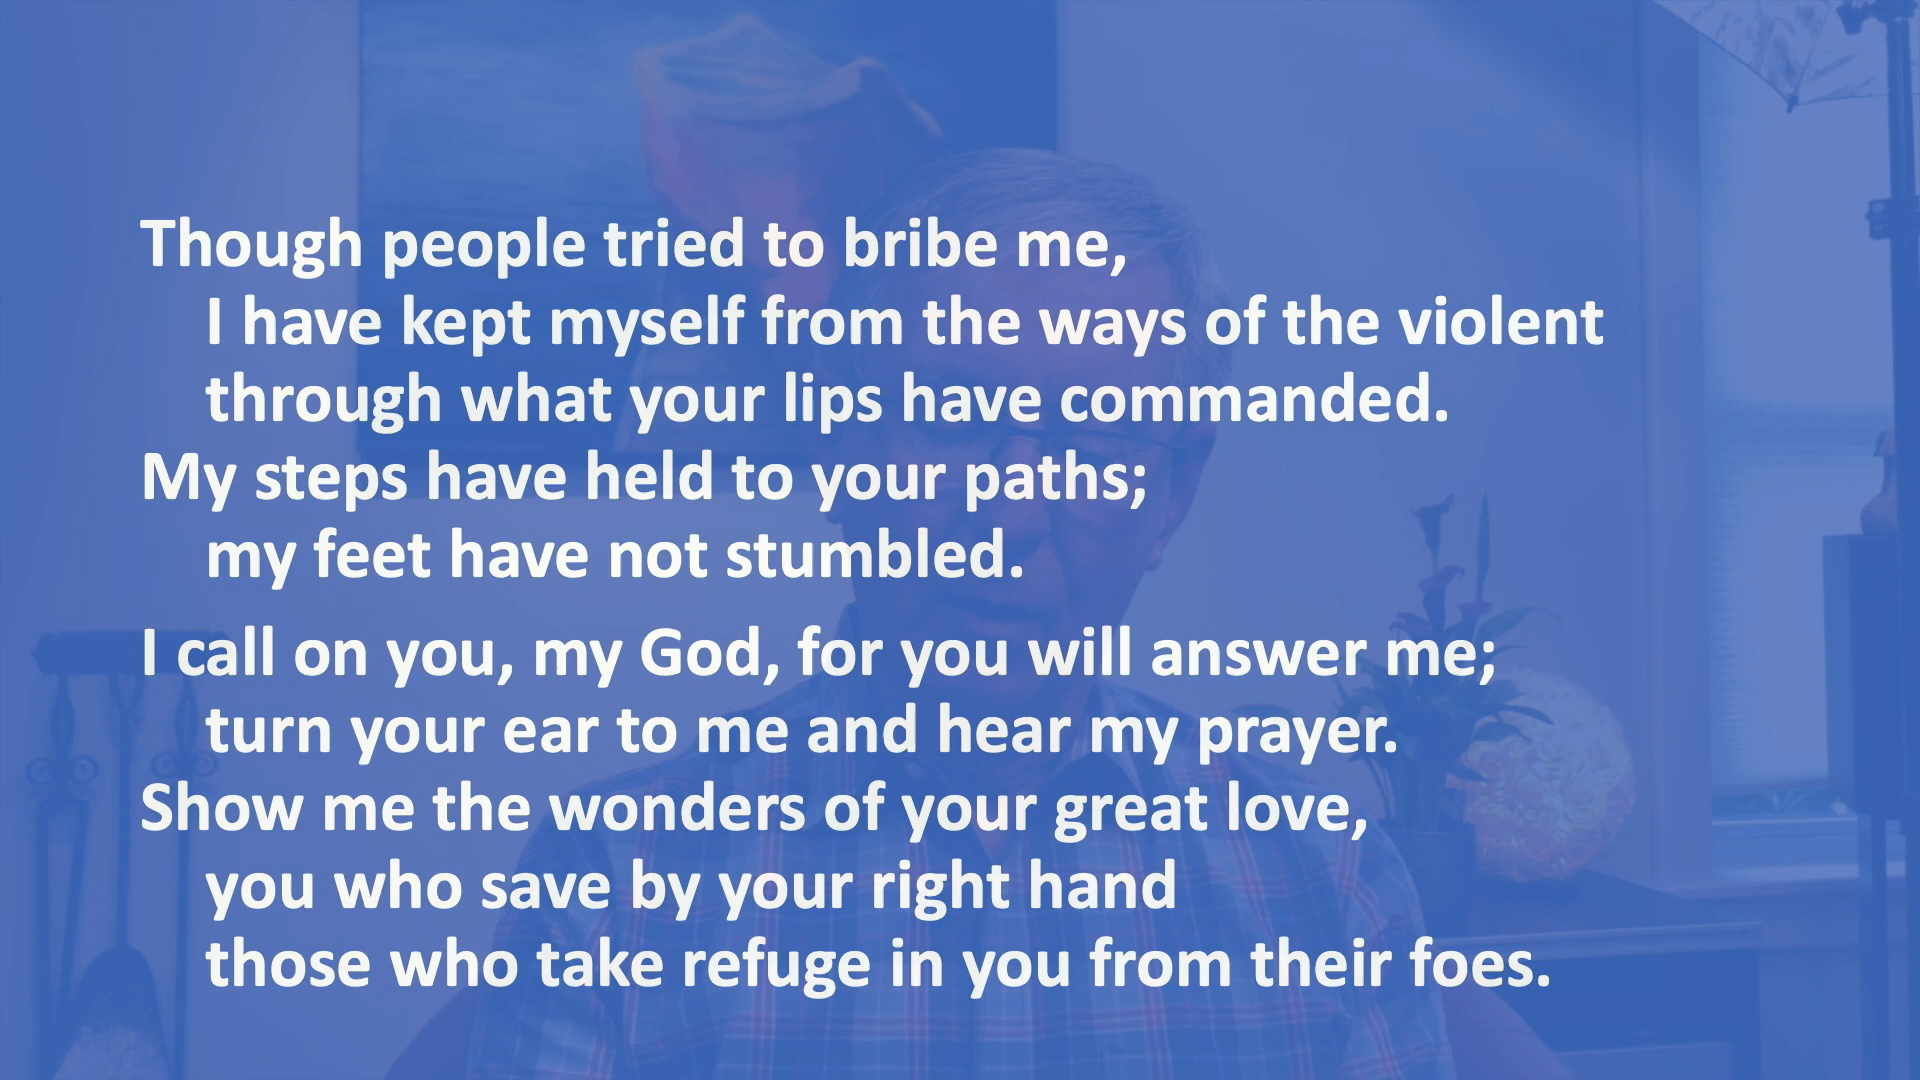 Though people tried to bribe me,
I have kept myself from the ways of the violent
through what your lips have commanded.
My steps have held to your paths;
my feet have not stumbled.
I call on you, my God, for you will answer me;
turn your ear to me and hear my prayer.
Show me the wonders of your great love,
you who save by your right hand
those who take refuge in you from their foes.